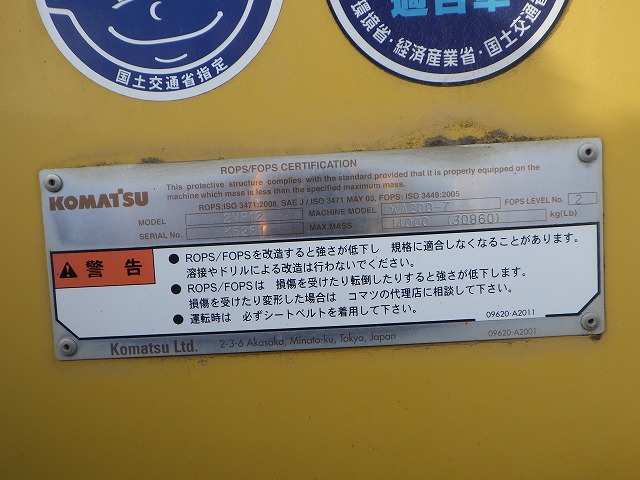 国土交通省指定
適合車
環境省・経済産業省・国土交通省
ROPS/FOPS CERTIFICATION
This protective structure complies with the standard provided that it is properly equipped on the
machine which mass is less than the specified maximum mass.
KOMATSU
ROPS:ISO 3471:2008, SAE J / ISO 3471 MAY 03, FOPS: ISO 3449:2005
MODEL
MACHINE MODEL
FOPS LEVEL No. 2
SERIAL No.
MAX.MASS
(30860) kg(Lb)
警告
● ROPS/FOPSを改造すると強さが低下し 規格に適合しなくなることがあります。
溶接やドリルによる改造は行わないでください。
● ROPS/FOPSは 損傷を受けたり転倒したりすると強さが低下します。
損傷を受けたり変形した場合は コマツの代理店に相談して下さい。
● 運転時は 必ずシートベルトを着用して下さい。
09620-A2011
Komatsu Ltd. 2-3-6 Akasaka, Minato-ku, Tokyo, Japan
09620-A2001